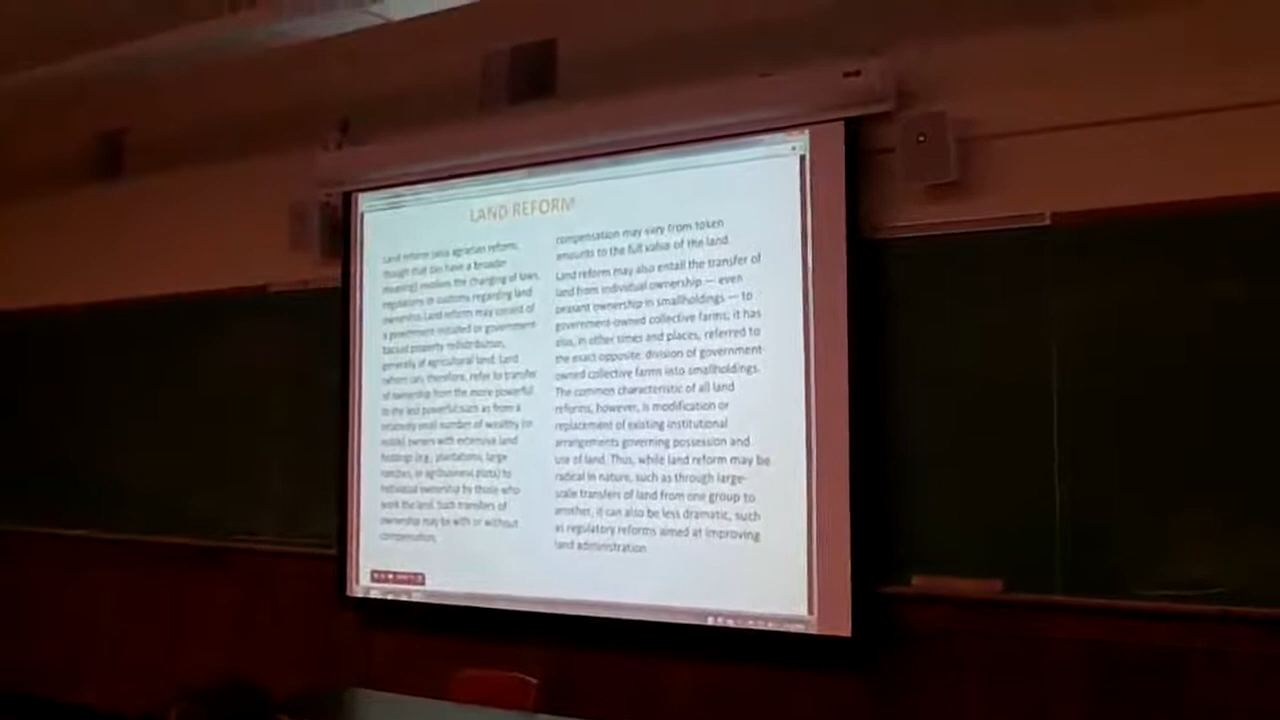 LAND REFORM
Land reform (also agrarian reform,
though that can have a broader
meaning) involves the changing of laws,
regulations or customs regarding land
ownership. Land reform may consist of
a government-initiated or government-
backed property redistribution,
generally of agricultural land. Land
reform can, therefore, refer to transfer
of ownership from the more powerful
to the less powerful: such as from a
relatively small number of wealthy (or
noble) owners with extensive land
holdings (e.g., plantations, large
ranches, or agribusiness plots) to
individual ownership by those who
work the land. Such transfers of
ownership may be with or without
compensation;
compensation may vary from token
amounts to the full value of the land.
Land reform may also entail the transfer of
land from individual ownership — even
peasant ownership in smallholdings — to
government-owned collective farms; it has
also, in other times and places, referred to
the exact opposite: division of government-
owned collective farms into smallholdings.
The common characteristic of all land
reforms, however, is modification or
replacement of existing institutional
arrangements governing possession and
use of land. Thus, while land reform may be
radical in nature, such as through large-
scale transfers of land from one group to
another, it can also be less dramatic, such
as regulatory reforms aimed at improving
land administration